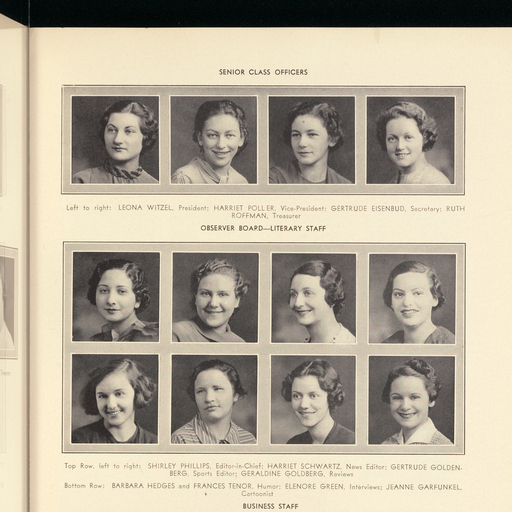 SENIOR CLASS OFFICERS
Left to right: LEONA WITZEL, President; HARRIET POLLER, Vice-President; GERTRUDE EISENBUD, Secretary; RUTH
ROFFMAN, Treasurer
OBSERVER BOARD—LITERARY STAFF
Top Row, left to right: SHIRLEY PHILLIPS, Editor-in-Chief; HARRIET SCHWARTZ, News Editor; GERTRUDE GOLDEN-
BERG, Sports Editor; GERALDINE GOLDBERG, Reviews
Bottom Row: BARBARA HEDGES and FRANCES TENOR, Humor; ELENORE GREEN, Interviews; JEANNE GARFUNKEL,
Cartoonist
BUSINESS STAFF